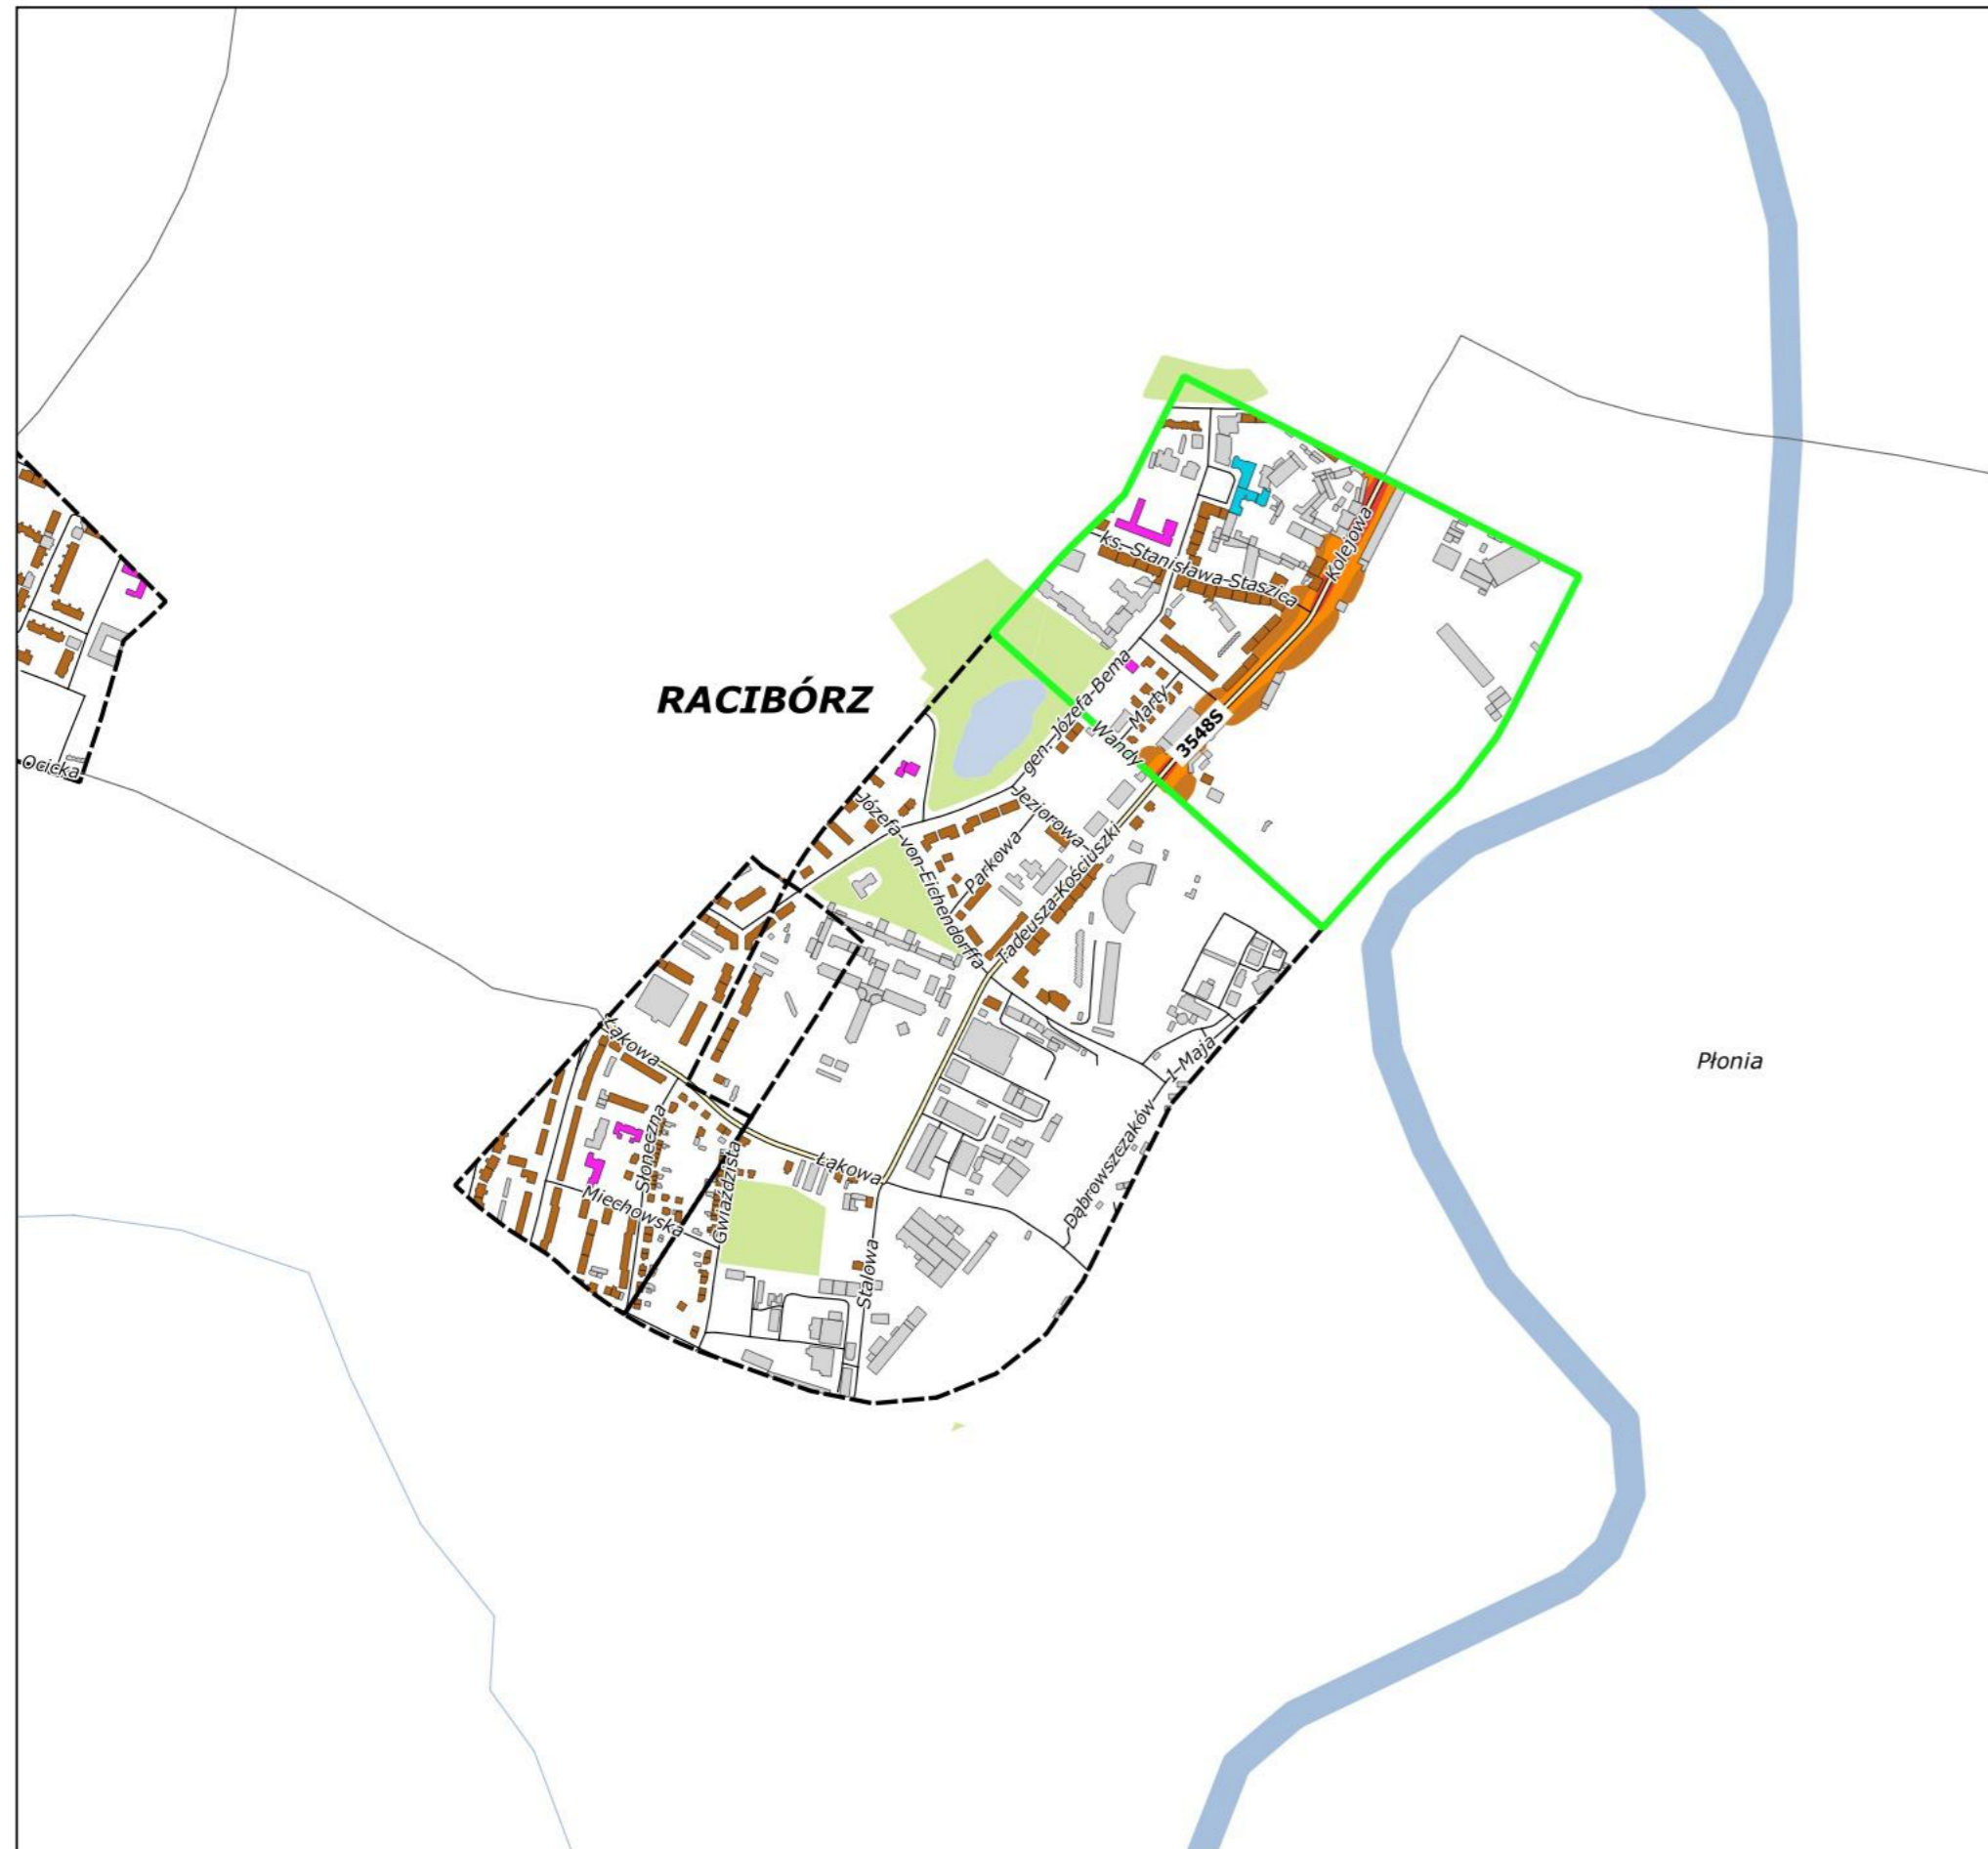 Kolejowa
ks. Stanisława Staszica
gen. Józefa Bema
RACIBÓRZ
Marty
Wandy
3548S
Ocicka
Jeziorowa
Józefa von Eichendorffa
Parkowa
Tadeusza Kościuszki
Łąkowa
1 Maja
Płonia
Słoneczna
Dąbrowszczaków
Gwiaździsta
Łąkowa
Miechowska
Stalowa